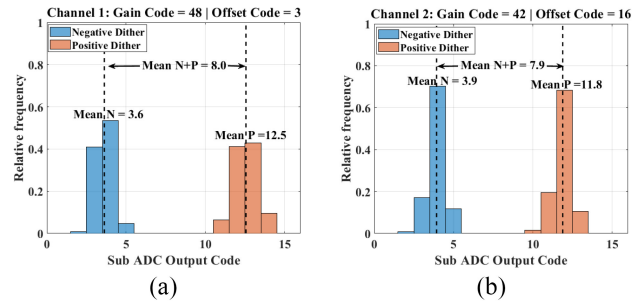 Channel 1: Gain Code = 48 | Offset Code = 3
Negative Dither
Positive Dither
Mean N+P = 8.0
Mean N = 3.6
Mean P =12.5
Relative frequency
1
0.8
0.6
0.4
0.2
0
0
5
10
15
Sub ADC Output Code
(a)
Channel 2: Gain Code = 42 | Offset Code = 16
Negative Dither
Positive Dither
Mean N+P = 7.9
Mean N = 3.9
Mean P =11.8
Relative frequency
1
0.8
0.6
0.4
0.2
0
0
5
10
15
Sub ADC Output Code
(b)